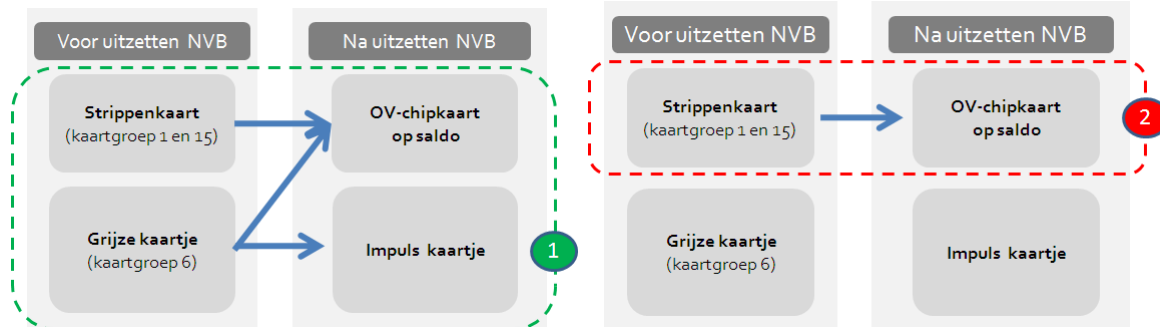 Voor uitzetten NVB
Na uitzetten NVB
Strippenkaart
(kaartgroep 1 en 15)
OV-chipkaart
op saldo
Grijze kaartje
(kaartgroep 6)
Impuls kaartje
1
Voor uitzetten NVB
Na uitzetten NVB
Strippenkaart
(kaartgroep 1 en 15)
OV-chipkaart
op saldo
2
Grijze kaartje
(kaartgroep 6)
Impuls kaartje